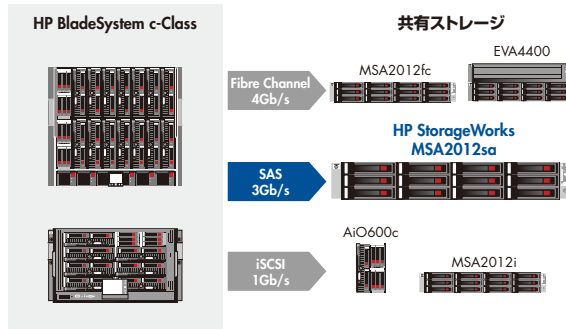 HP BladeSystem c-Class
共有ストレージ
Fibre Channel
4Gb/s
MSA2012fc
EVA4400
SAS
3Gb/s
HP StorageWorks
MSA2012sa
iSCSI
1Gb/s
AiO600c
MSA2012i